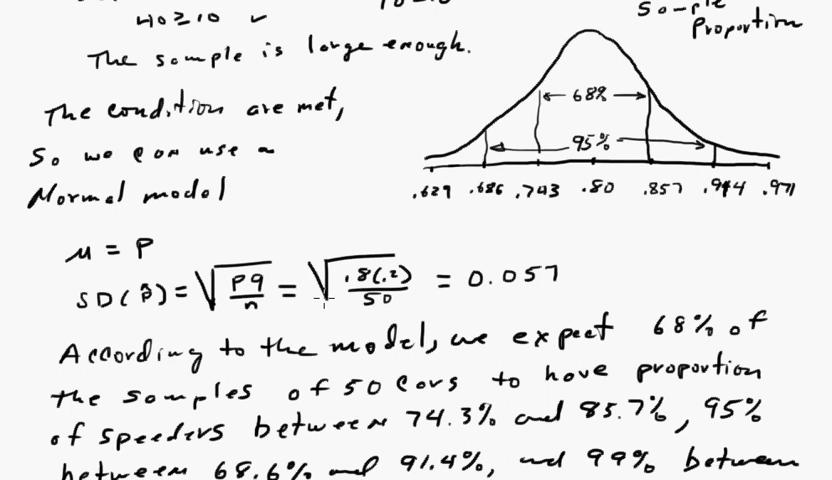 40 ≥ 10 ✓
The sample is large enough.
Sample
Proportion
The condition are met,
So we can use a
Normal model
68%
95%
.629 .686 .743 .80 .857 .914 .971
μ = P
SD(p̂) = √(pq/n) = √(.8(.2)/50) = 0.057
According to the model, we expect 68% of
the samples of 50 cars to have proportion
of speeders between 74.3% and 85.7%, 95%
between 68.6% and 91.4%, and 99% between